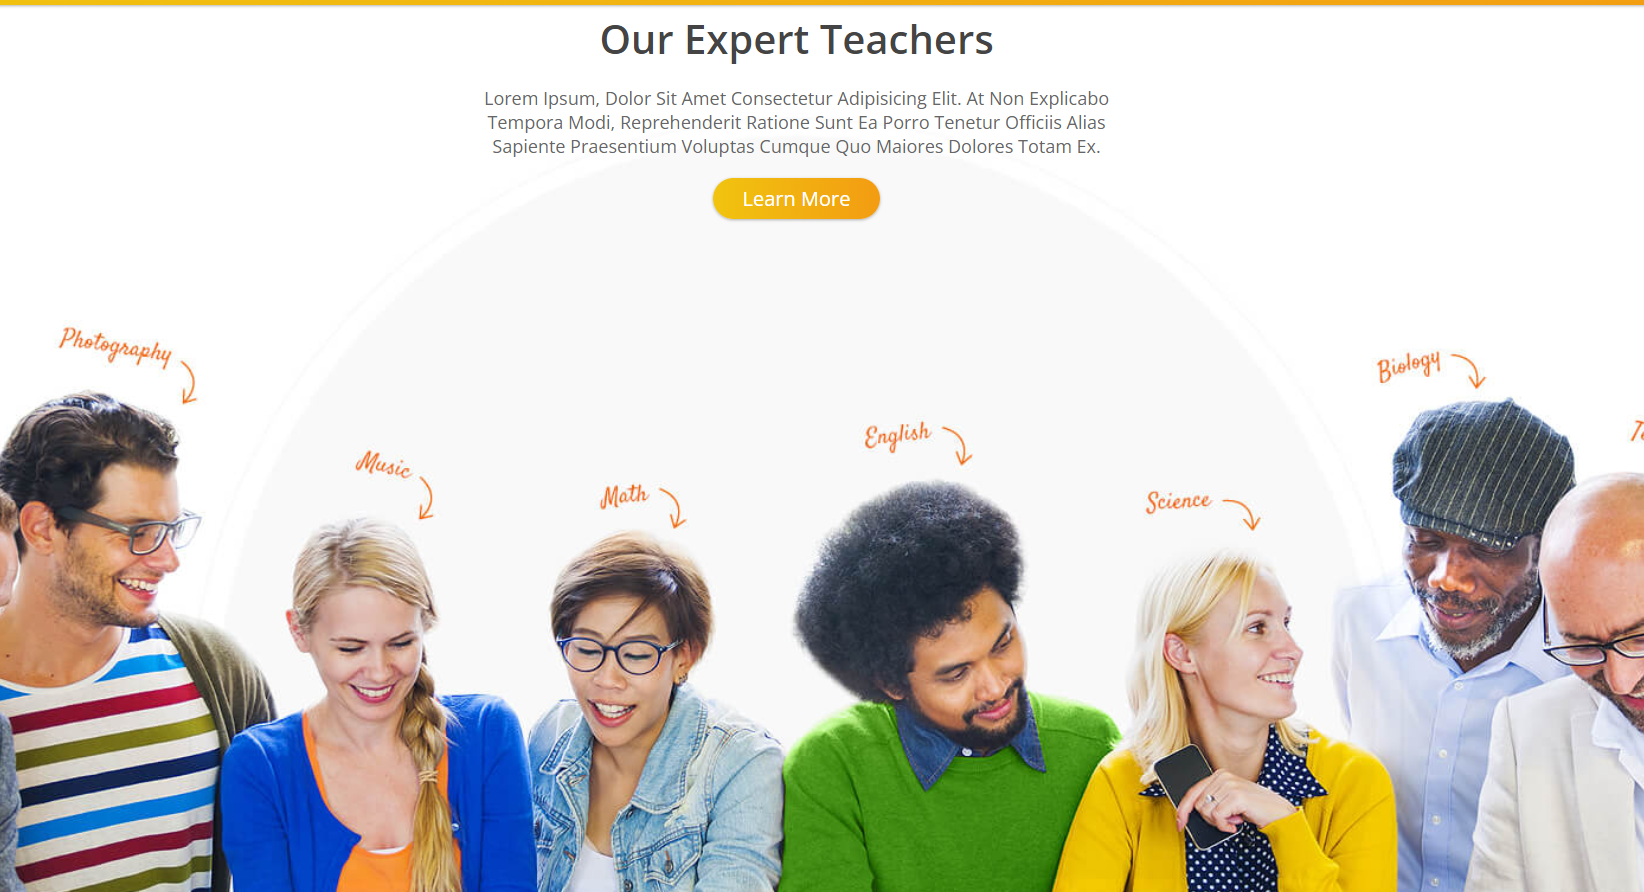 Our Expert Teachers
Lorem Ipsum, Dolor Sit Amet Consectetur Adipisicing Elit. At Non Explicabo
Tempora Modi, Reprehenderit Ratione Sunt Ea Porro Tenetur Officiis Alias
Sapiente Praesentium Voluptas Cumque Quo Maiores Dolores Totam Ex.
Learn More
Photography
Biology
English
Music
Math
Science